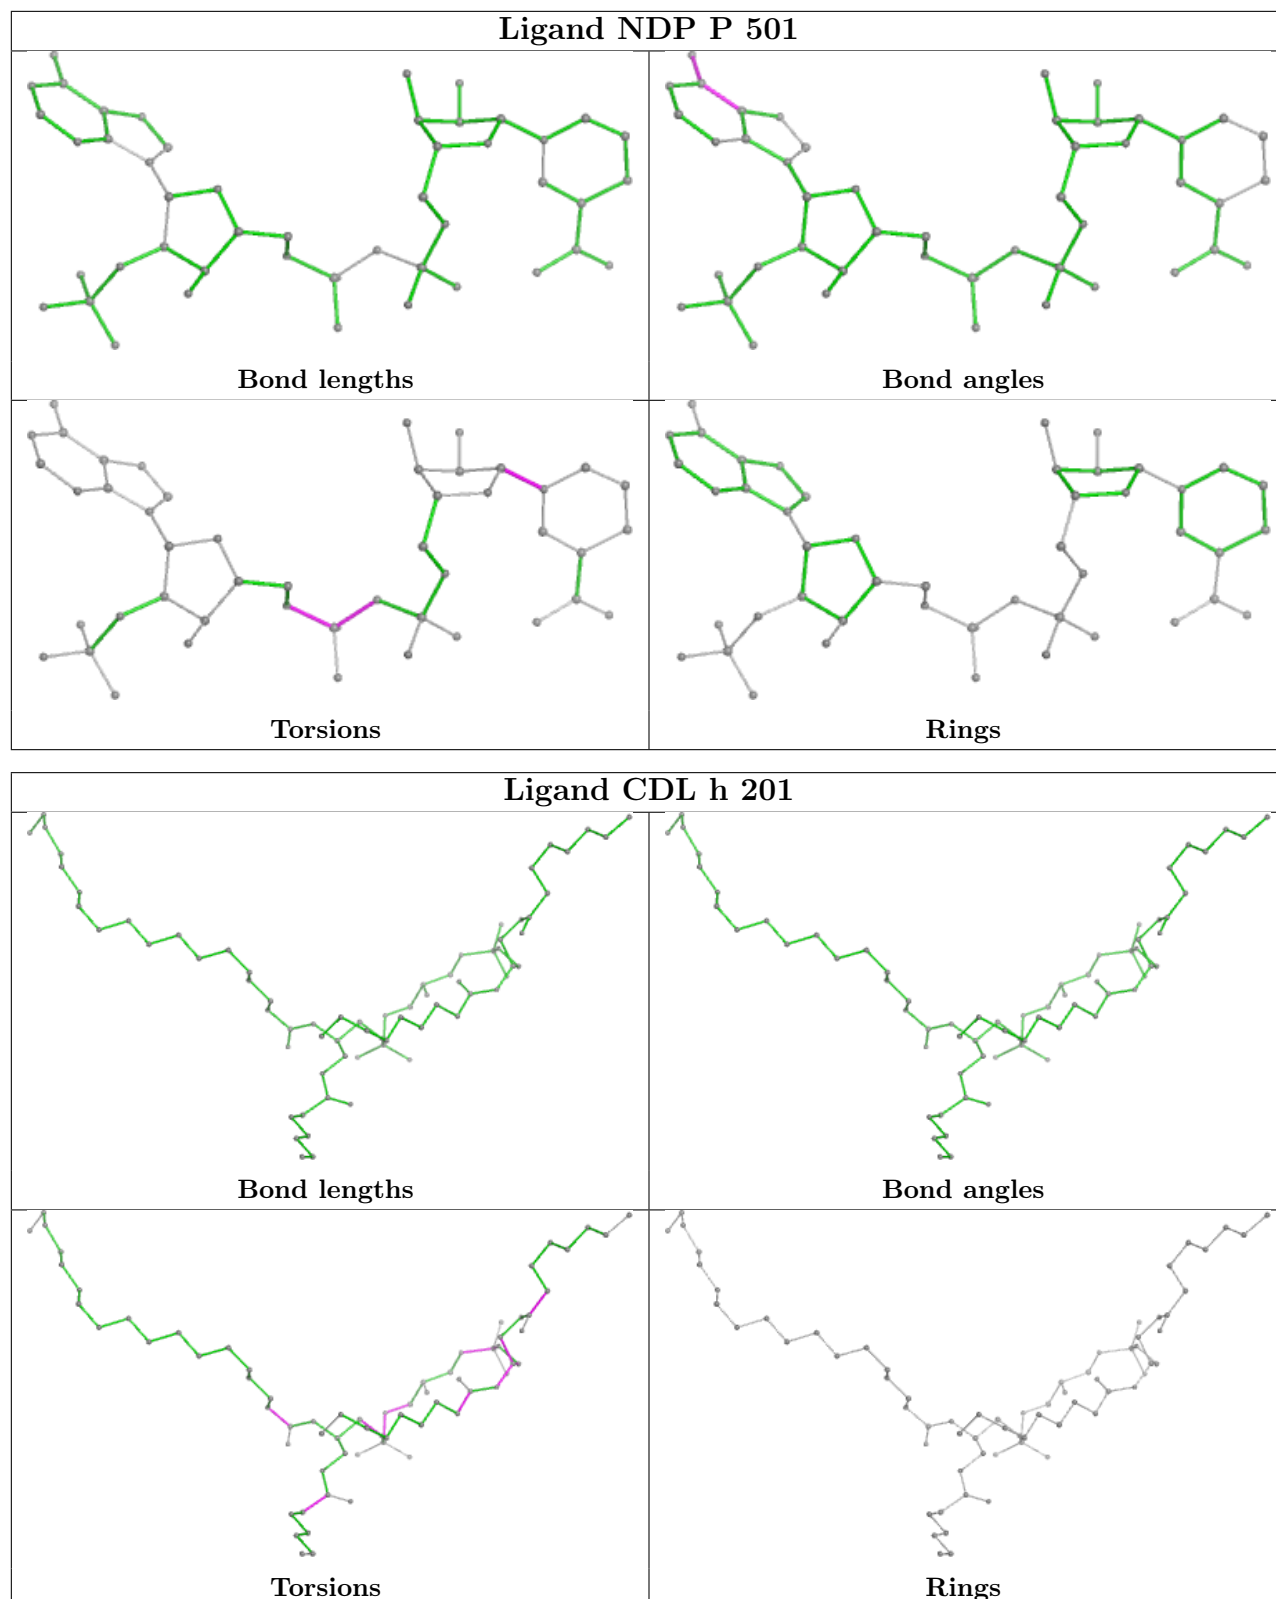 Ligand NDP P 501
Bond lengths
Bond angles
Torsions
Rings
Ligand CDL h 201
Bond lengths
Bond angles
Torsions
Rings